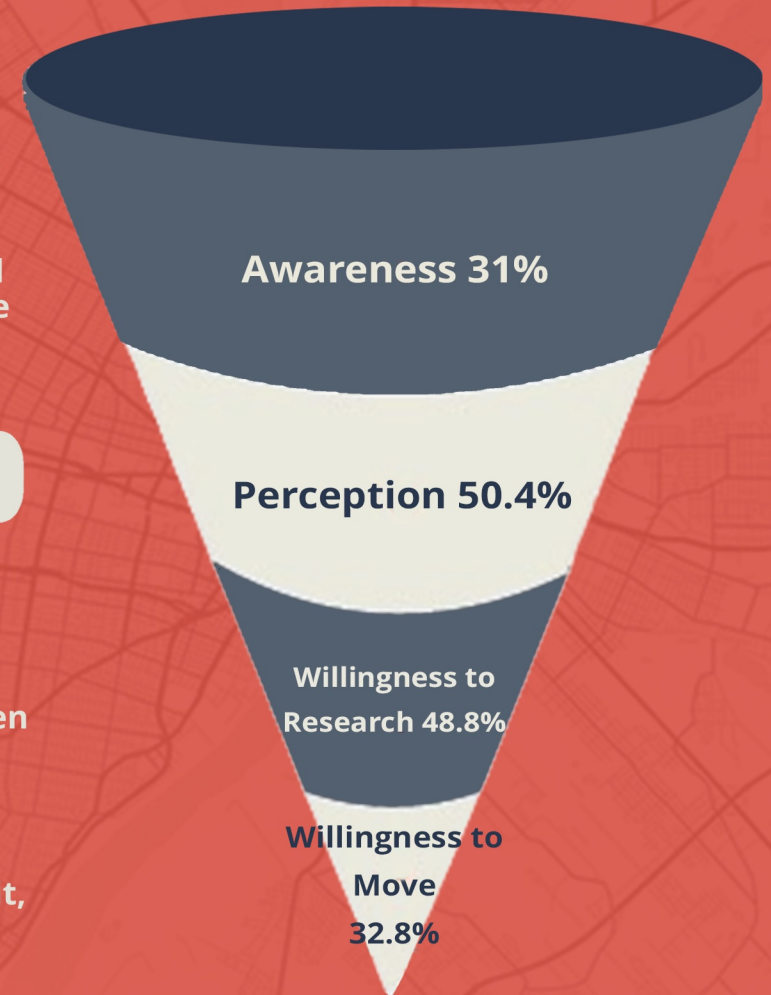 Awareness 31%
Perception 50.4%
Willingness to
Research 48.8%
Willingness to
Move
32.8%